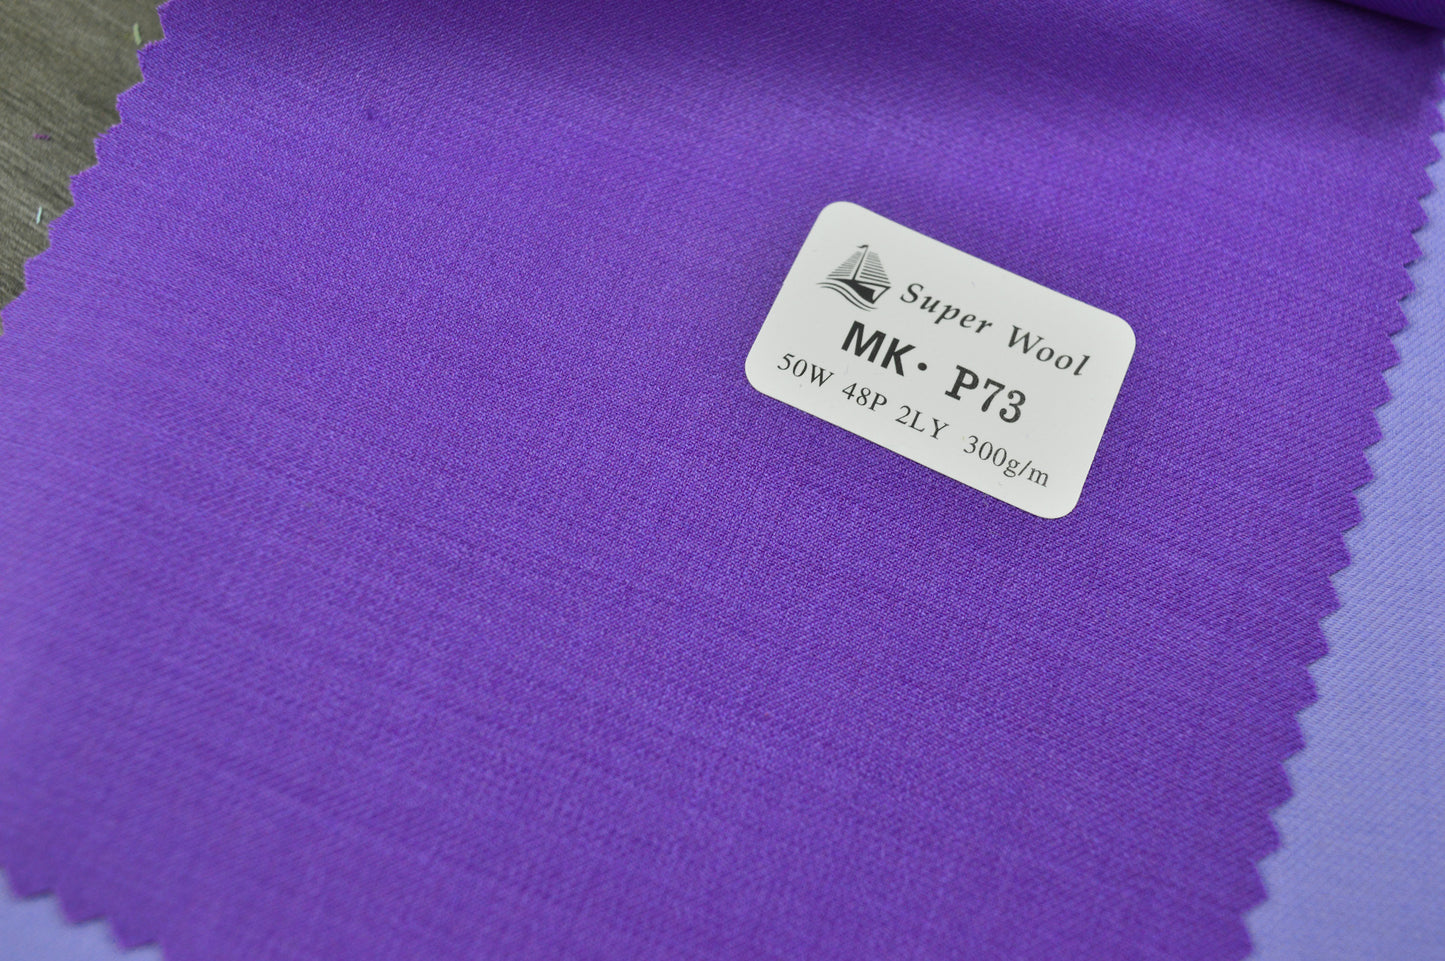 Super Wool
MK· P73
50W 48P 2LY 300g/m